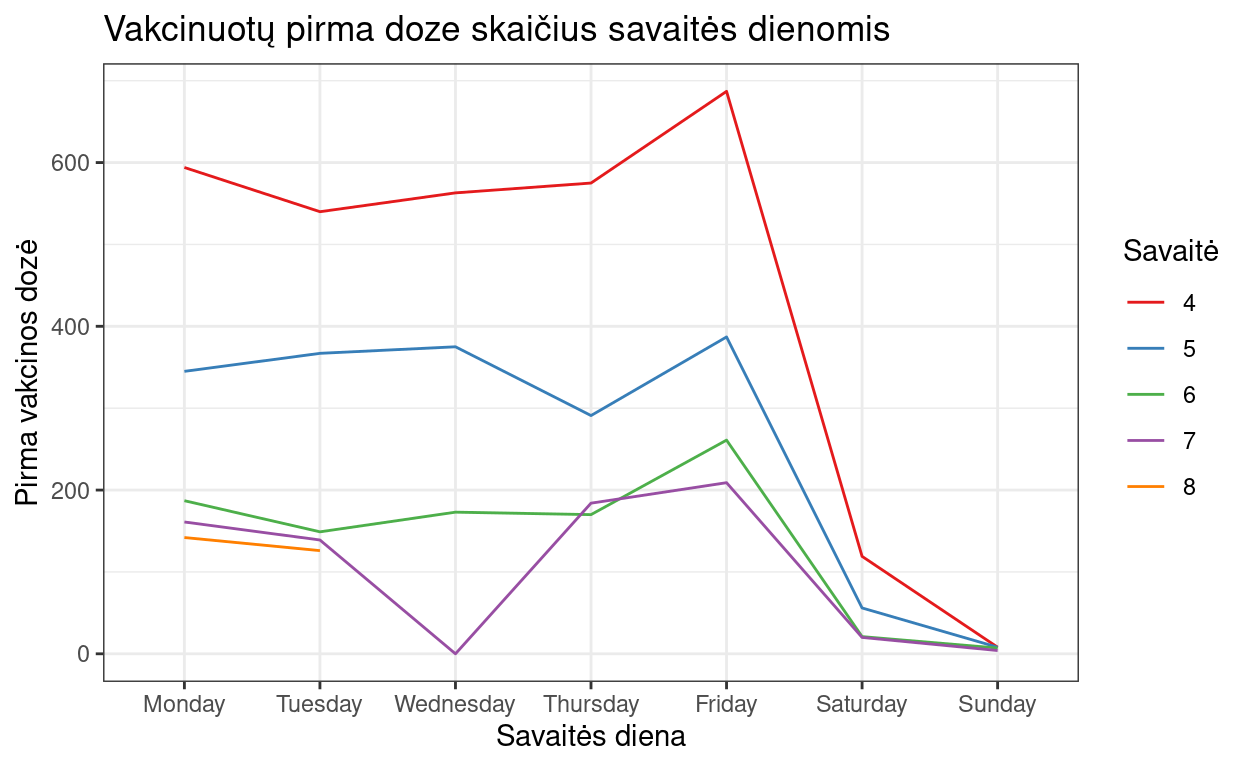 Vakcinuotų pirma doze skaičius savaitės dienomis
Pirma vakcinos dozė
600
400
200
0
Monday Tuesday Wednesday Thursday Friday Saturday Sunday
Savaitės diena
Savaitė
4
5
6
7
8